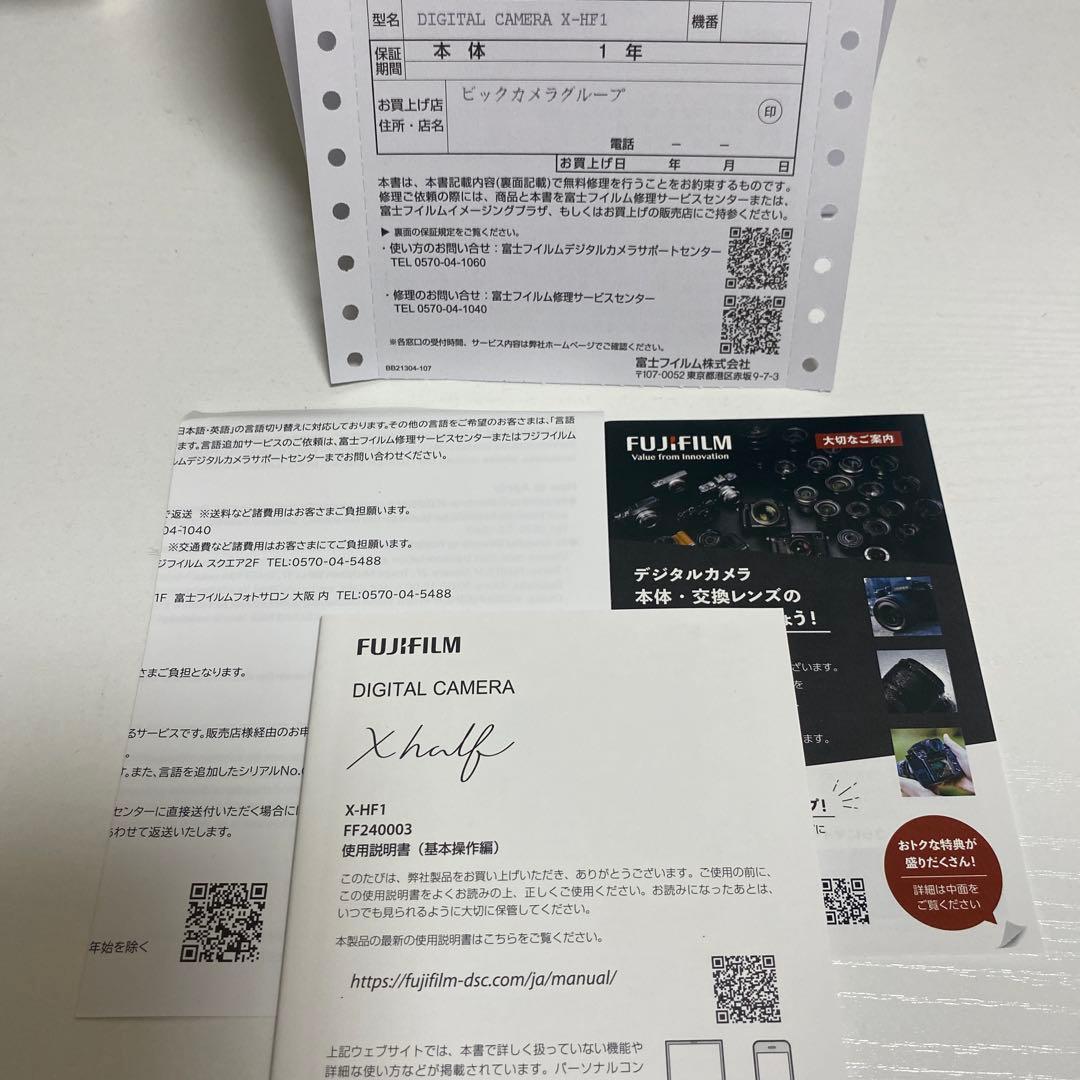 型名 DIGITAL CAMERA X-HF1 機番
保証期間 本体 1年
お買上げ店 ビックカメラグループ
住所・店名 印
電話 － －
お買上げ日 年 月 日
本書は、本書記載内容(裏面記載)で無料修理を行うことをお約束するものです。
修理ご依頼の際には、商品と本書を富士フイルム修理サービスセンターまたは、
富士フイルムイメージングプラザ、もしくはお買上げの販売店にご持参ください。
▶ 裏面の保証規定をご覧ください。
・使い方のお問い合せ：富士フイルムデジタルカメラサポートセンター
TEL 0570-04-1060
・修理のお問い合せ：富士フイルム修理サービスセンター
TEL 0570-04-1040
※各窓口の受付時間、サービス内容は弊社ホームページでご確認ください。
富士フイルム株式会社
BB21304-107
〒107-0052 東京都港区赤坂9-7-3
日本語・英語」の言語切り替えに対応しております。その他の言語をご希望のお客さまは、「言語
ます。言語追加サービスのご依頼は、富士フイルム修理サービスセンターまたはフジフイルム
ルムデジタルカメラサポートセンターまでお問い合わせください。
で返送 ※送料など諸費用はお客さまご負担願います。
04-1040
※交通費など諸費用はお客さまにてご負担願います。
ジフイルム スクエア2F TEL:0570-04-5488
1F 富士フイルムフォトサロン 大阪 内 TEL:0570-04-5488
さまご負担となります。
るサービスです。販売店様経由のお申
。
す。また、言語を追加したシリアルNo.
センターに直接送付いただく場合に
あわせて返送いたします。
年始を除く
FUJIFILM
Value from Innovation
大切なご案内
デジタルカメラ
本体・交換レンズの
ょう！
ざいます。
を
ます。
プ！
に
おトクな特典が
盛りだくさん！
詳細は中面を
ご覧ください
FUJIFILM
DIGITAL CAMERA
X half
X-HF1
FF240003
使用説明書（基本操作編）
このたびは、弊社製品をお買い上げいただき、ありがとうございます。ご使用の前に、
この使用説明書をよくお読みの上、正しくご使用ください。お読みになったあとは、
いつでも見られるように大切に保管してください。
本製品の最新の使用説明書はこちらをご覧ください。
https://fujifilm-dsc.com/ja/manual/
上記ウェブサイトでは、本書で詳しく扱っていない機能や
詳細な使い方などが掲載されています。パーソナルコン